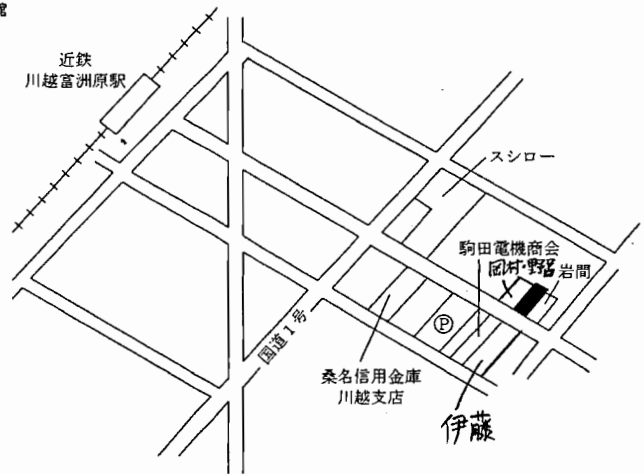 館
近鉄
川越富洲原駅
スシロー
駒田電機商会
岡村・野呂
岩間
Ⓟ
国道1号
桑名信用金庫
川越支店
伊藤